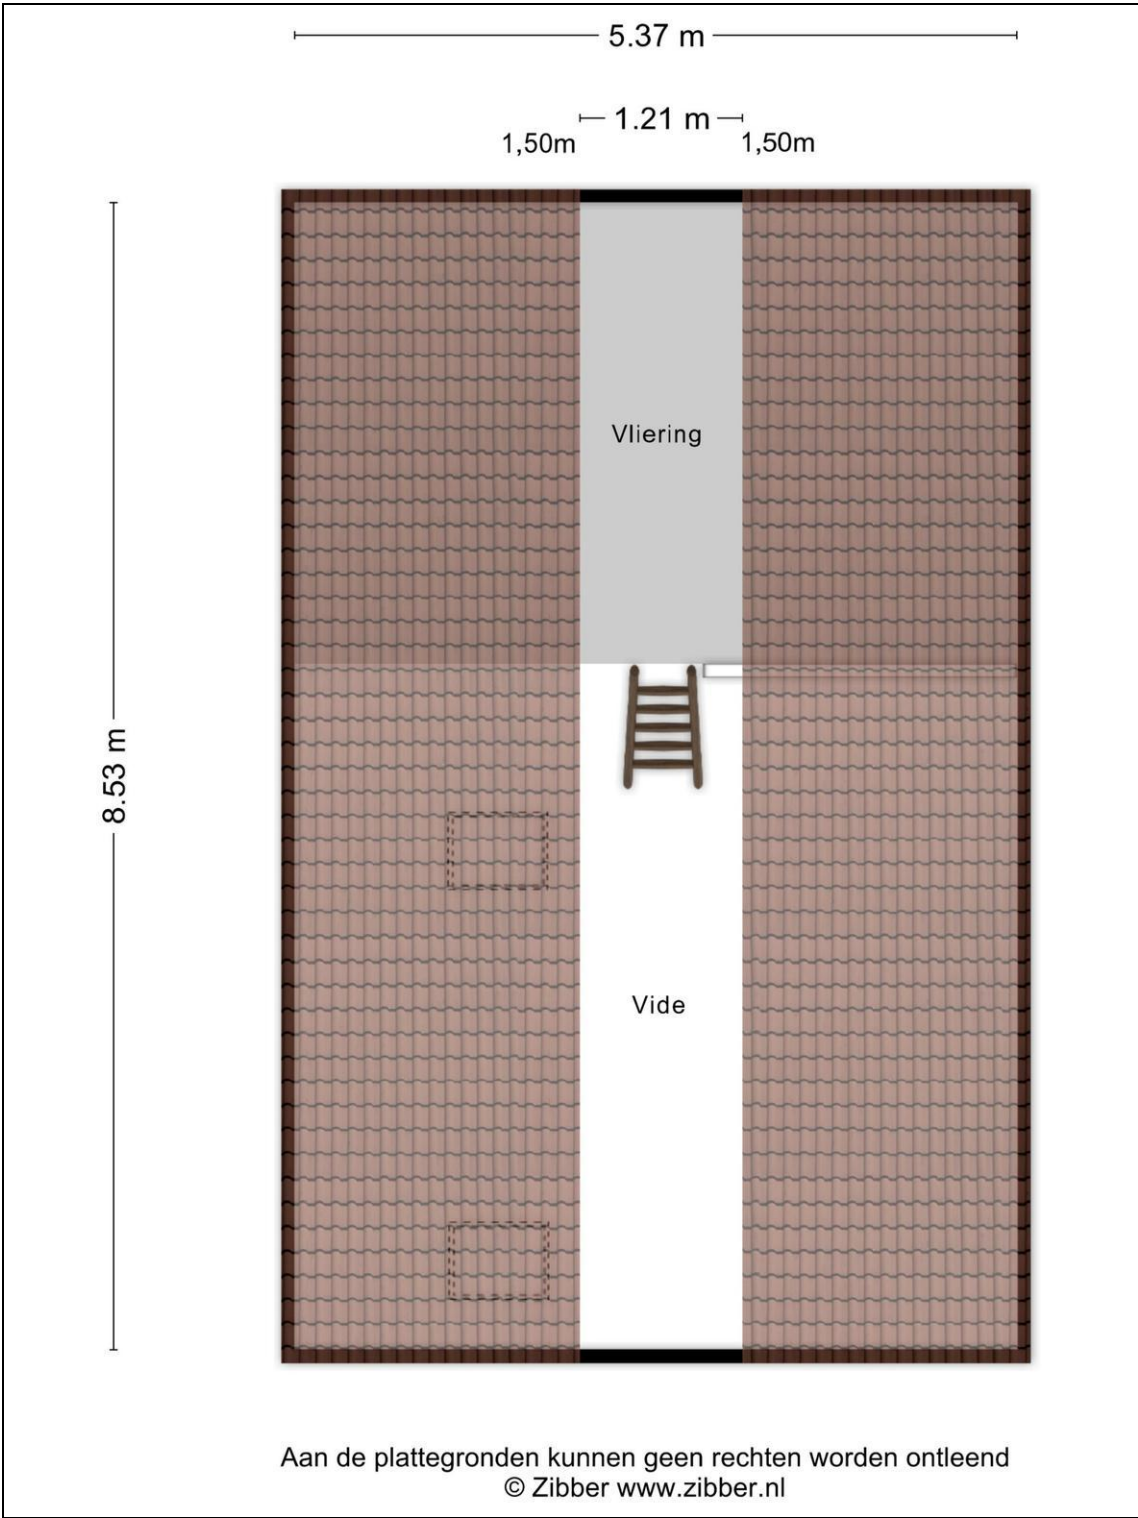 5.37 m
1.21 m
1,50m 1,50m
Vliering
8.53 m
Vide
Aan de plattegronden kunnen geen rechten worden ontleend
© Zibber www.zibber.nl